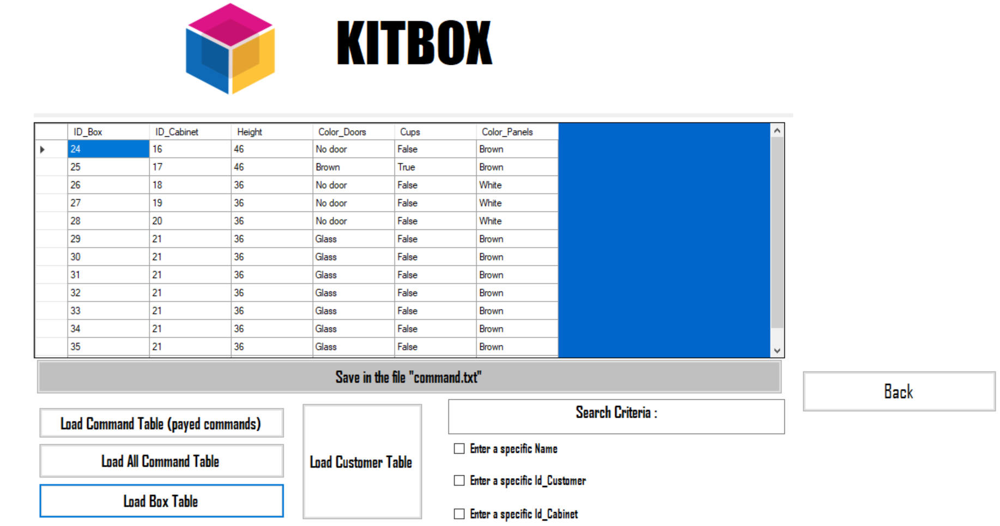 KITBOX
ID_Box ID_Cabinet Height Color_Doors Cups Color_Panels
24 16 46 No door False Brown
25 17 46 Brown True Brown
26 18 36 No door False White
27 19 36 No door False White
28 20 36 No door False White
29 21 36 Glass False Brown
30 21 36 Glass False Brown
31 21 36 Glass False Brown
32 21 36 Glass False Brown
33 21 36 Glass False Brown
34 21 36 Glass False Brown
35 21 36 Glass False Brown
Save in the file "command.txt"
Back
Load Command Table (payed commands)
Load All Command Table
Load Box Table
Load Customer Table
Search Criteria :
Enter a specific Name
Enter a specific Id_Customer
Enter a specific Id_Cabinet